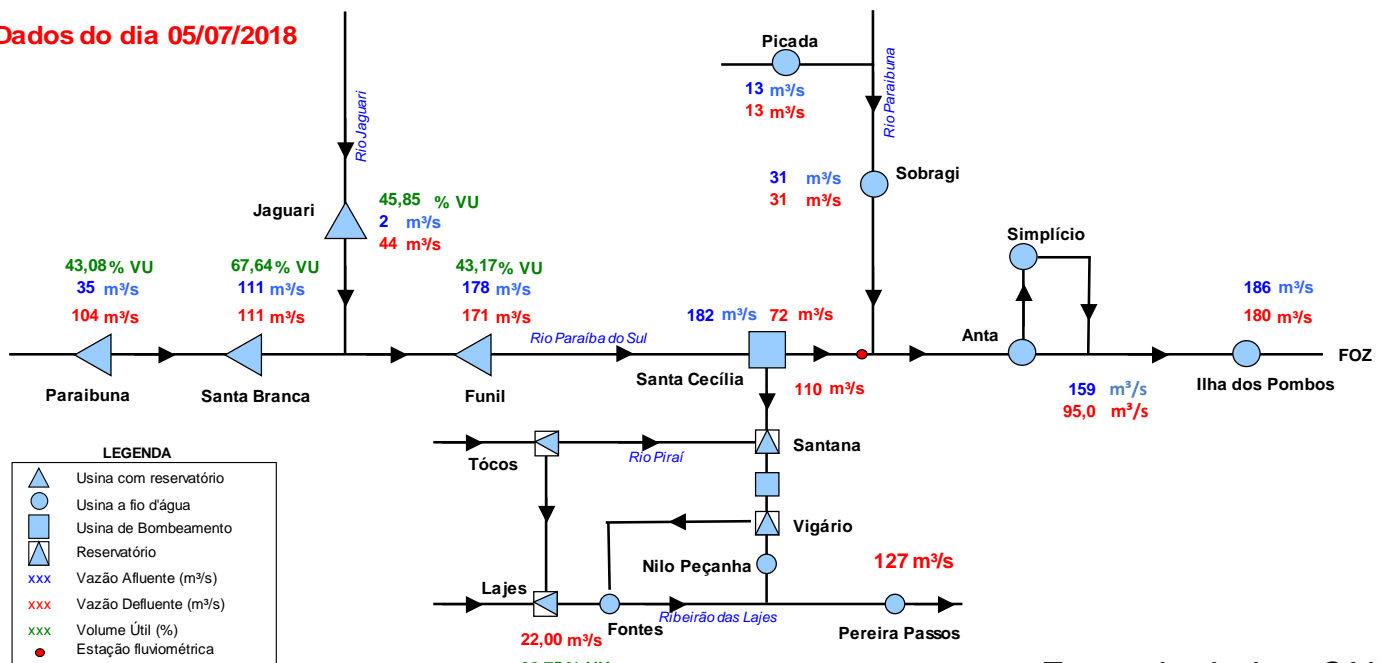 Dados do dia 05/07/2018
Picada
13 m³/s
13 m³/s
Rio Paraibuna
Rio Jaguari
Sobragi
31 m³/s
31 m³/s
Jaguari
45,85 % VU
2 m³/s
44 m³/s
Simplício
43,08 % VU
35 m³/s
104 m³/s
67,64 % VU
111 m³/s
111 m³/s
43,17 % VU
178 m³/s
171 m³/s
186 m³/s
180 m³/s
Rio Paraíba do Sul
182 m³/s 72 m³/s
Anta
FOZ
Paraibuna
Santa Branca
Funil
Santa Cecília
110 m³/s
159 m³/s
95,0 m³/s
Ilha dos Pombos
Tócos
Rio Piraí
Santana
LEGENDA
Usina com reservatório
Usina a fio d'água
Usina de Bombeamento
Reservatório
xxx Vazão Afluente (m³/s)
xxx Vazão Defluente (m³/s)
xxx Volume Útil (%)
Estação fluviométrica
Vigário
Nilo Peçanha
127 m³/s
Lajes
Fontes
Ribeirão das Lajes
Pereira Passos
22,00 m³/s